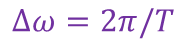 Δω = 2π/T